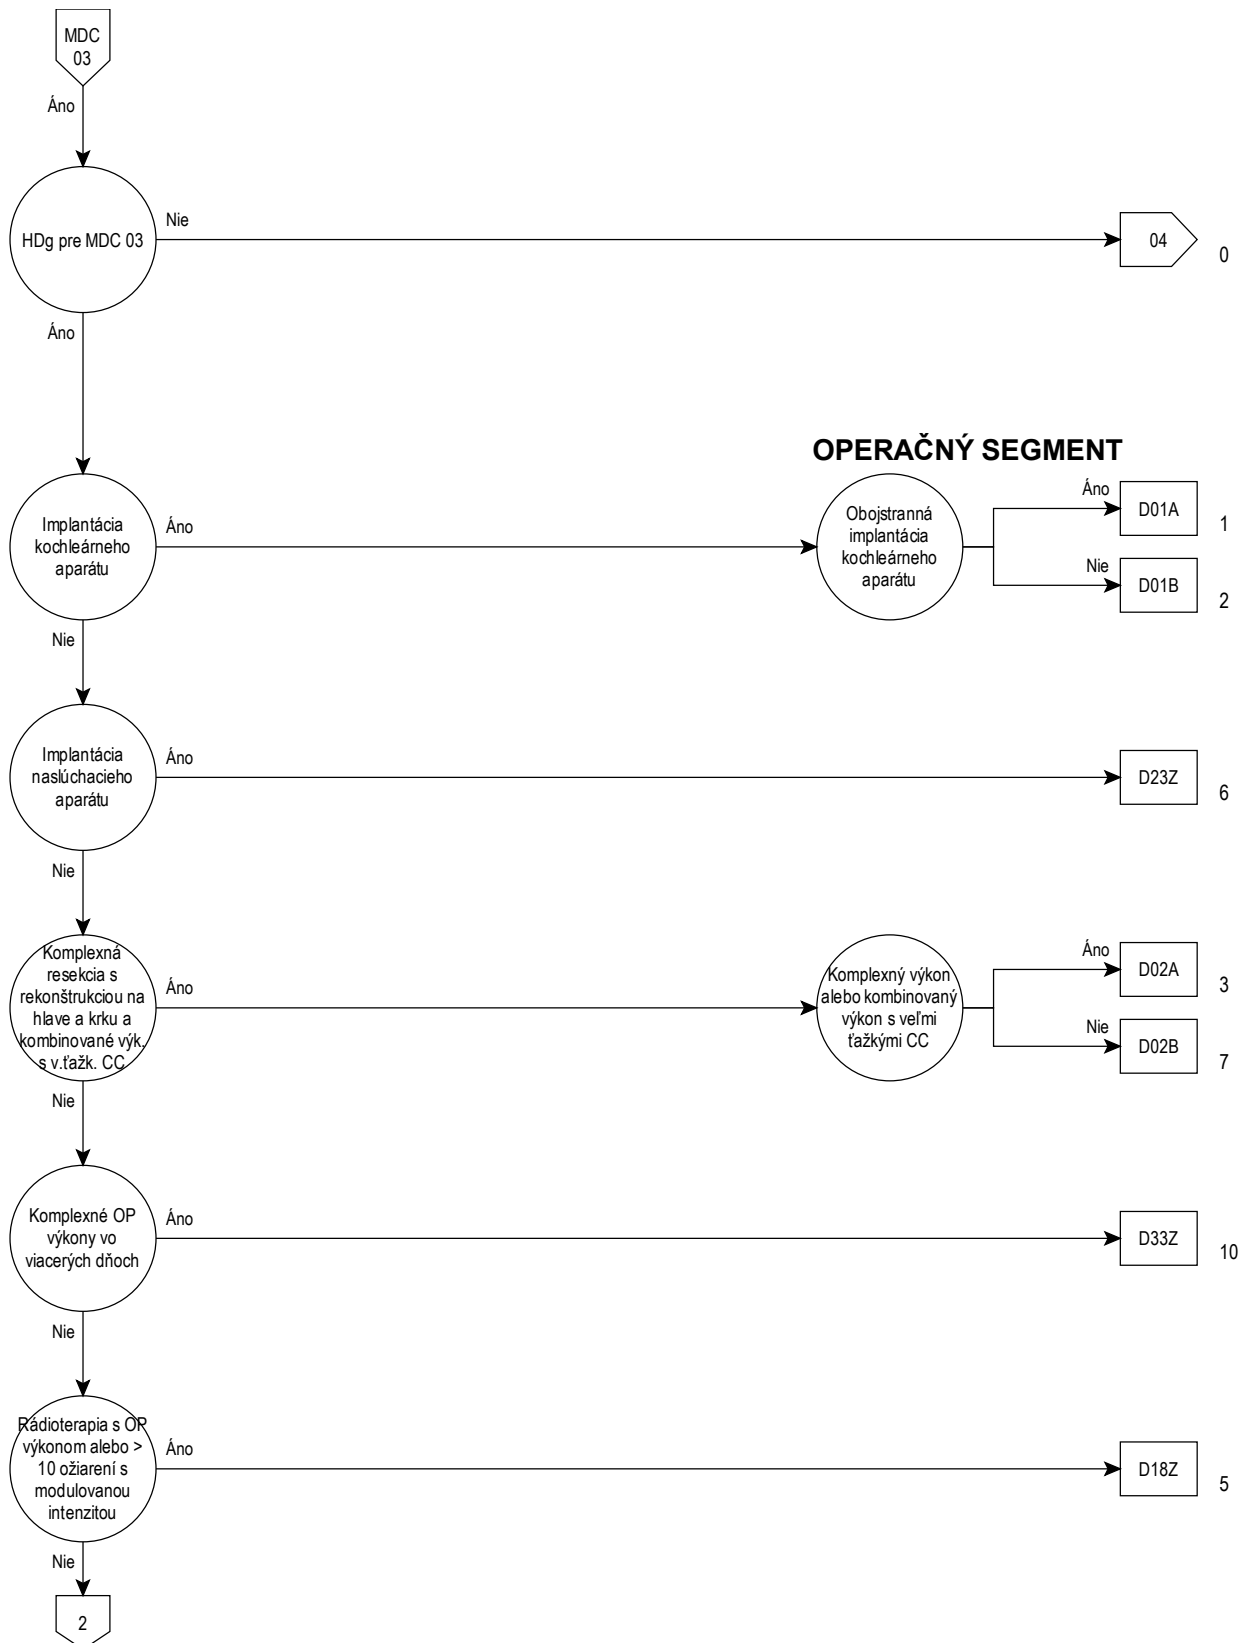 MDC
03
Áno
HDg pre MDC 03
Nie
04
0
Áno
OPERAČNÝ SEGMENT
Implantácia
kochleárneho
aparátu
Áno
Obojstranná
implantácia
kochleárneho
aparátu
Áno
D01A
1
Nie
D01B
2
Nie
Implantácia
naslúchacieho
aparátu
Áno
D23Z
6
Nie
Komplexná
resekcia s
rekonštrukciou na
hlave a krku a
kombinované výk.
s v.ťažk. CC
Áno
Komplexný výkon
alebo kombinovaný
výkon s veľmi
ťažkými CC
Áno
D02A
3
Nie
D02B
7
Nie
Komplexné OP
výkony vo
viacerých dňoch
Áno
D33Z
10
Nie
Rádioterapia s OP
výkonom alebo >
10 ožiarení s
modulovanou
intenzitou
Áno
D18Z
5
Nie
2